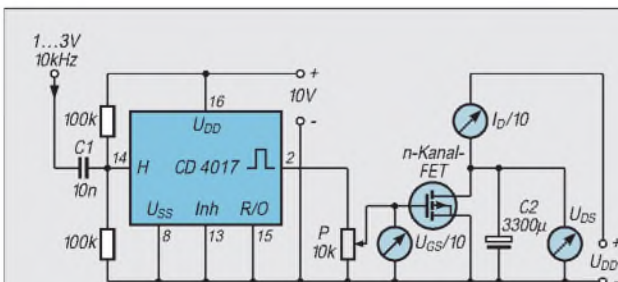 1...3V
10kHz
100k
16
+
10V
-
U_DD
C1
14
H
CD 4017
2
n-Kanal-
FET
I_D/10
10n
U_SS
Inh
R/O
P
10k
U_GS/10
C2
3300µ
U_DS
100k
8
13
15
+
U_DD
-